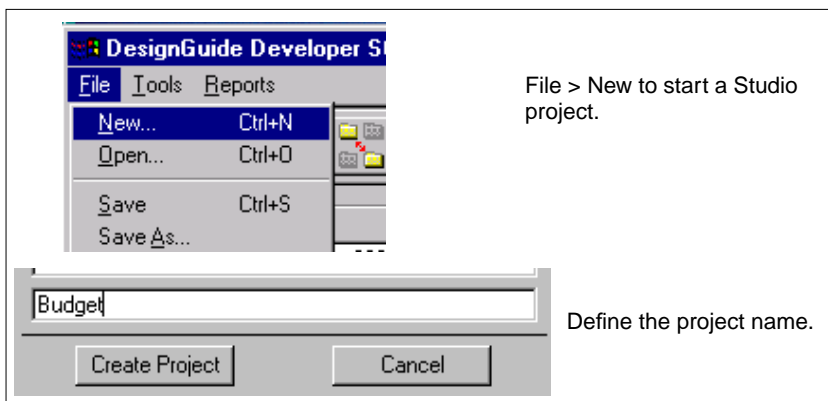 DesignGuide Developer St
File Tools Reports
New... Ctrl+N
Open... Ctrl+O
Save Ctrl+S
Save As...
File > New to start a Studio
project.
Budget
Define the project name.
Create Project Cancel